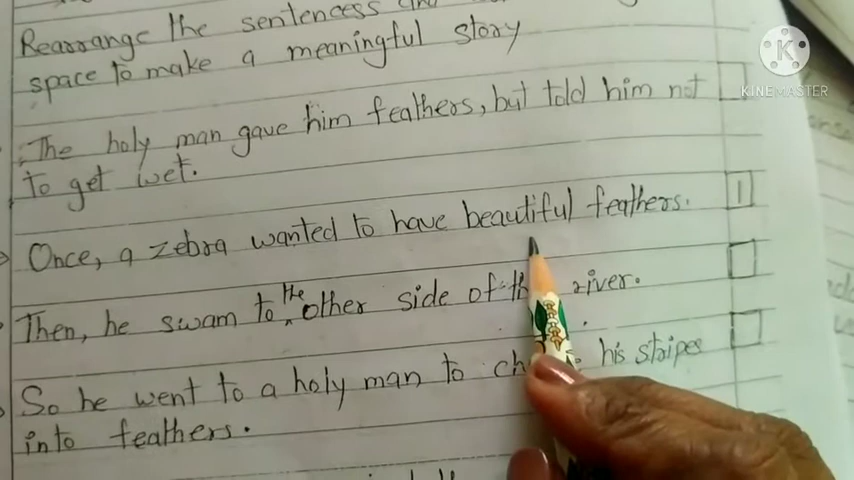 Rearrange the sentencess
space to make a meaningful story
KINEMASTER
The holy man gave him feathers, but told him not
to get wet.
Once, a zebra wanted to have beautiful feathers. 1
Then, he swam to the other side of river.
So he went to a holy man to his stripes
into feathers.